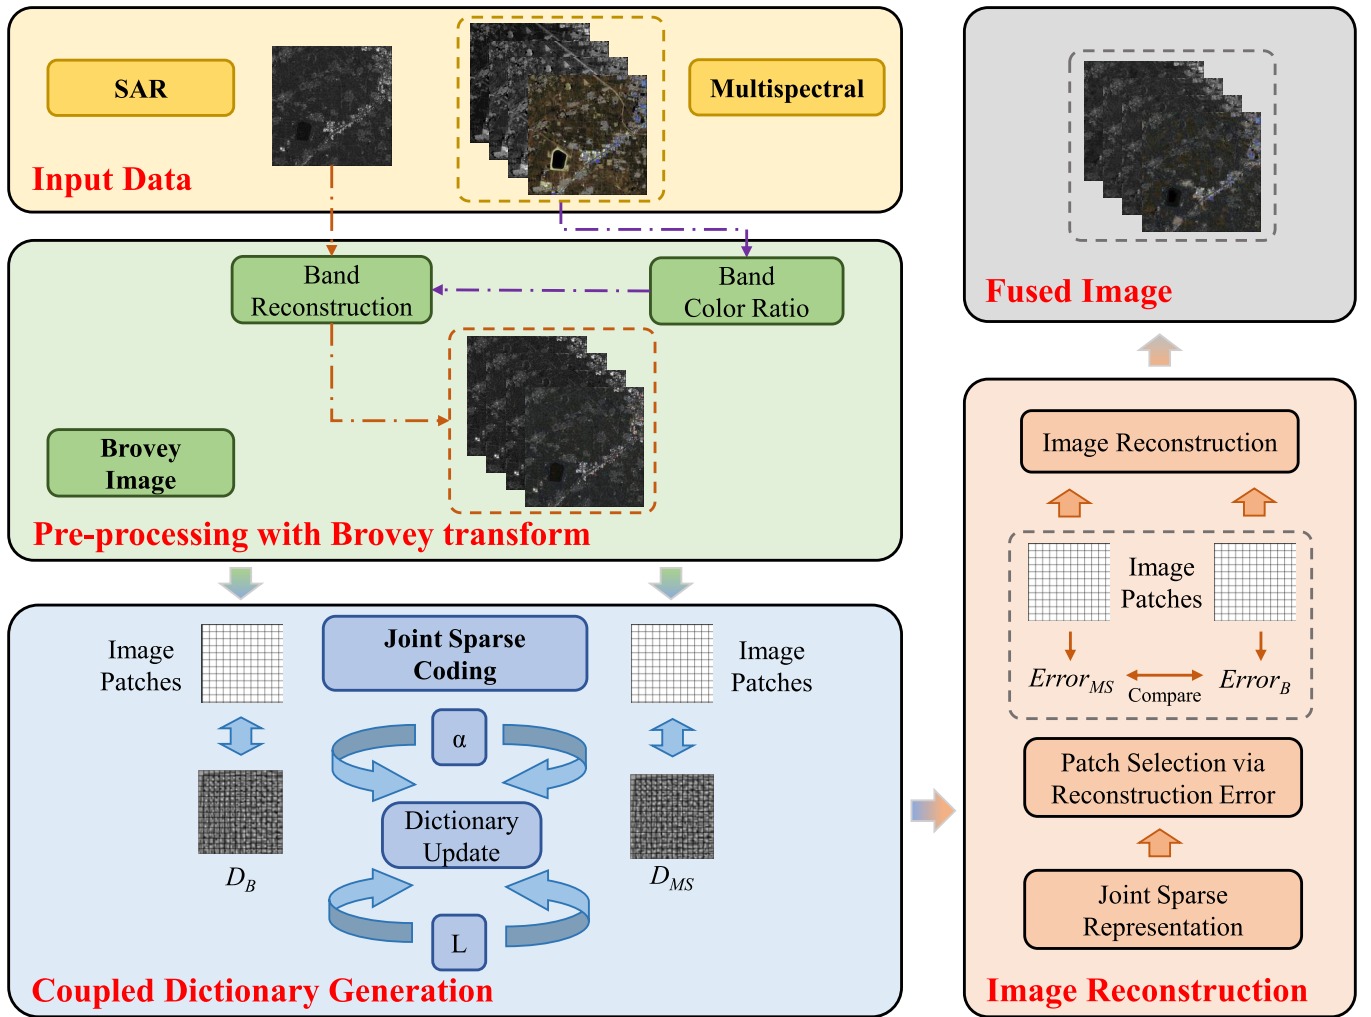 SAR
Multispectral
Input Data
Band
Reconstruction
Band
Color Ratio
Brovey
Image
Pre-processing with Brovey transform
Image
Patches
Joint Sparse
Coding
Image
Patches
α
Dictionary
Update
D_B
D_MS
L
Coupled Dictionary Generation
Fused Image
Image Reconstruction
Image
Patches
Error_MS
Compare
Error_B
Patch Selection via
Reconstruction Error
Joint Sparse
Representation
Image Reconstruction